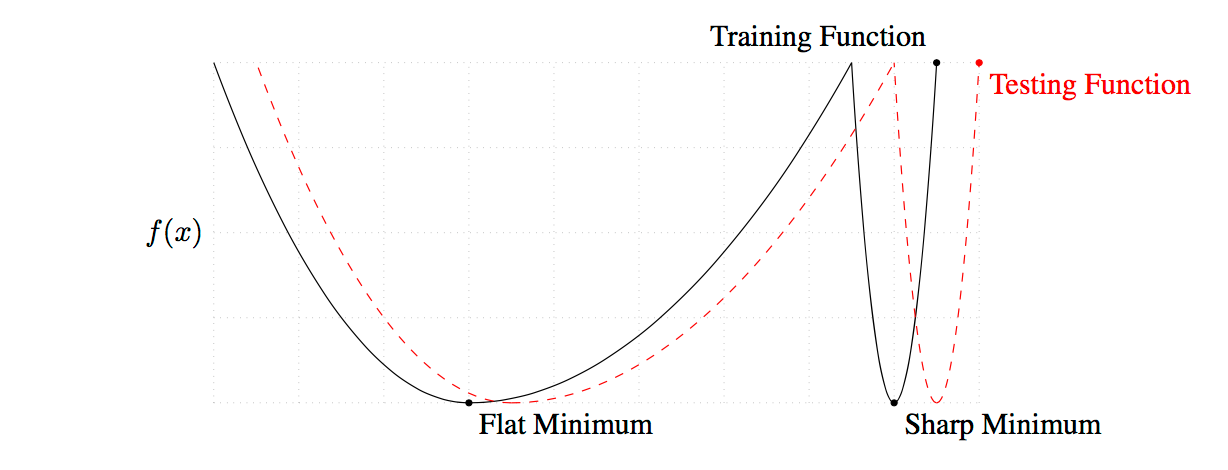 Training Function
Testing Function
f(x)
Flat Minimum
Sharp Minimum